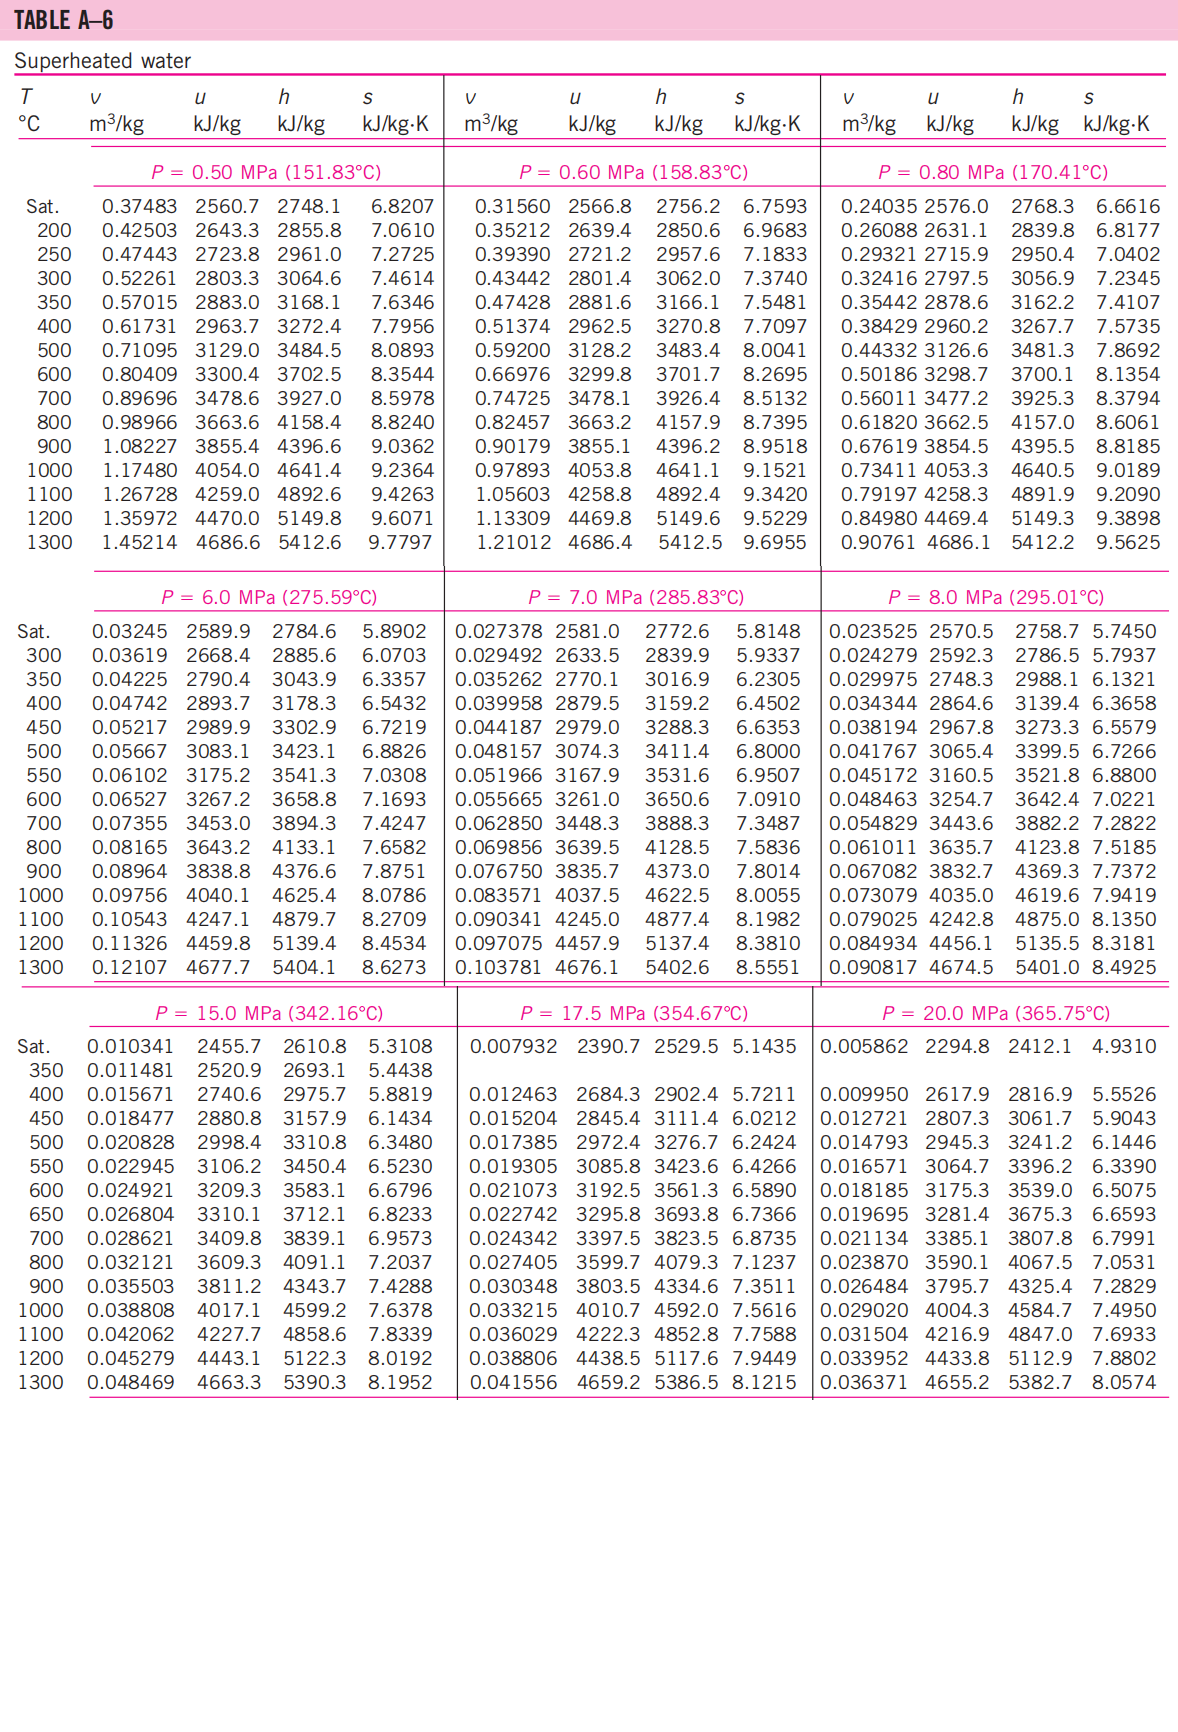 TABLE A–6
Superheated water
T v u h s v u h s v u h s
°C m³/kg kJ/kg kJ/kg kJ/kg·K m³/kg kJ/kg kJ/kg kJ/kg·K m³/kg kJ/kg kJ/kg kJ/kg·K
P = 0.50 MPa (151.83°C) P = 0.60 MPa (158.83°C) P = 0.80 MPa (170.41°C)
Sat. 0.37483 2560.7 2748.1 6.8207 0.31560 2566.8 2756.2 6.7593 0.24035 2576.0 2768.3 6.6616
200 0.42503 2643.3 2855.8 7.0610 0.35212 2639.4 2850.6 6.9683 0.26088 2631.1 2839.8 6.8177
250 0.47443 2723.8 2961.0 7.2725 0.39390 2721.2 2957.6 7.1833 0.29321 2715.9 2950.4 7.0402
300 0.52261 2803.3 3064.6 7.4614 0.43442 2801.4 3062.0 7.3740 0.32416 2797.5 3056.9 7.2345
350 0.57015 2883.0 3168.1 7.6346 0.47428 2881.6 3166.1 7.5481 0.35442 2878.6 3162.2 7.4107
400 0.61731 2963.7 3272.4 7.7956 0.51374 2962.5 3270.8 7.7097 0.38429 2960.2 3267.7 7.5735
500 0.71095 3129.0 3484.5 8.0893 0.59200 3128.2 3483.4 8.0041 0.44332 3126.6 3481.3 7.8692
600 0.80409 3300.4 3702.5 8.3544 0.66976 3299.8 3701.7 8.2695 0.50186 3298.7 3700.1 8.1354
700 0.89696 3478.6 3927.0 8.5978 0.74725 3478.1 3926.4 8.5132 0.56011 3477.2 3925.3 8.3794
800 0.98966 3663.6 4158.4 8.8240 0.82457 3663.2 4157.9 8.7395 0.61820 3662.5 4157.0 8.6061
900 1.08227 3855.4 4396.6 9.0362 0.90179 3855.1 4396.2 8.9518 0.67619 3854.5 4395.5 8.8185
1000 1.17480 4054.0 4641.4 9.2364 0.97893 4053.8 4641.1 9.1521 0.73411 4053.3 4640.5 9.0189
1100 1.26728 4259.0 4892.6 9.4263 1.05603 4258.8 4892.4 9.3420 0.79197 4258.3 4891.9 9.2090
1200 1.35972 4470.0 5149.8 9.6071 1.13309 4469.8 5149.6 9.5229 0.84980 4469.4 5149.3 9.3898
1300 1.45214 4686.6 5412.6 9.7797 1.21012 4686.4 5412.5 9.6955 0.90761 4686.1 5412.2 9.5625
P = 6.0 MPa (275.59°C) P = 7.0 MPa (285.83°C) P = 8.0 MPa (295.01°C)
Sat. 0.03245 2589.9 2784.6 5.8902 0.027378 2581.0 2772.6 5.8148 0.023525 2570.5 2758.7 5.7450
300 0.03619 2668.4 2885.6 6.0703 0.029492 2633.5 2839.9 5.9337 0.024279 2592.3 2786.5 5.7937
350 0.04225 2790.4 3043.9 6.3357 0.035262 2770.1 3016.9 6.2305 0.029975 2748.3 2988.1 6.1321
400 0.04742 2893.7 3178.3 6.5432 0.039958 2879.5 3159.2 6.4502 0.034344 2864.6 3139.4 6.3658
450 0.05217 2989.9 3302.9 6.7219 0.044187 2979.0 3288.3 6.6353 0.038194 2967.8 3273.3 6.5579
500 0.05667 3083.1 3423.1 6.8826 0.048157 3074.3 3411.4 6.8000 0.041767 3065.4 3399.5 6.7266
550 0.06102 3175.2 3541.3 7.0308 0.051966 3167.9 3531.6 6.9507 0.045172 3160.5 3521.8 6.8800
600 0.06527 3267.2 3658.8 7.1693 0.055665 3261.0 3650.6 7.0910 0.048463 3254.7 3642.4 7.0221
700 0.07355 3453.0 3894.3 7.4247 0.062850 3448.3 3888.3 7.3487 0.054829 3443.6 3882.2 7.2822
800 0.08165 3643.2 4133.1 7.6582 0.069856 3639.5 4128.5 7.5836 0.061011 3635.7 4123.8 7.5185
900 0.08964 3838.8 4376.6 7.8751 0.076750 3835.7 4373.0 7.8014 0.067082 3832.7 4369.3 7.7372
1000 0.09756 4040.1 4625.4 8.0786 0.083571 4037.5 4622.5 8.0055 0.073079 4035.0 4619.6 7.9419
1100 0.10543 4247.1 4879.7 8.2709 0.090341 4245.0 4877.4 8.1982 0.079025 4242.8 4875.0 8.1350
1200 0.11326 4459.8 5139.4 8.4534 0.097075 4457.9 5137.4 8.3810 0.084934 4456.1 5135.5 8.3181
1300 0.12107 4677.7 5404.1 8.6273 0.103781 4676.1 5402.6 8.5551 0.090817 4674.5 5401.0 8.4925
P = 15.0 MPa (342.16°C) P = 17.5 MPa (354.67°C) P = 20.0 MPa (365.75°C)
Sat. 0.010341 2455.7 2610.8 5.3108 0.007932 2390.7 2529.5 5.1435 0.005862 2294.8 2412.1 4.9310
350 0.011481 2520.9 2693.1 5.4438
400 0.015671 2740.6 2975.7 5.8819 0.012463 2684.3 2902.4 5.7211 0.009950 2617.9 2816.9 5.5526
450 0.018477 2880.8 3157.9 6.1434 0.015204 2845.4 3111.4 6.0212 0.012721 2807.3 3061.7 5.9043
500 0.020828 2998.4 3310.8 6.3480 0.017385 2972.4 3276.7 6.2424 0.014793 2945.3 3241.2 6.1446
550 0.022945 3106.2 3450.4 6.5230 0.019305 3085.8 3423.6 6.4266 0.016571 3064.7 3396.2 6.3390
600 0.024921 3209.3 3583.1 6.6796 0.021073 3192.5 3561.3 6.5890 0.018185 3175.3 3539.0 6.5075
650 0.026804 3310.1 3712.1 6.8233 0.022742 3295.8 3693.8 6.7366 0.019695 3281.4 3675.3 6.6593
700 0.028621 3409.8 3839.1 6.9573 0.024342 3397.5 3823.5 6.8735 0.021134 3385.1 3807.8 6.7991
800 0.032121 3609.3 4091.1 7.2037 0.027405 3599.7 4079.3 7.1237 0.023870 3590.1 4067.5 7.0531
900 0.035503 3811.2 4343.7 7.4288 0.030348 3803.5 4334.6 7.3511 0.026484 3795.7 4325.4 7.2829
1000 0.038808 4017.1 4599.2 7.6378 0.033215 4010.7 4592.0 7.5616 0.029020 4004.3 4584.7 7.4950
1100 0.042062 4227.7 4858.6 7.8339 0.036029 4222.3 4852.8 7.7588 0.031504 4216.9 4847.0 7.6933
1200 0.045279 4443.1 5122.3 8.0192 0.038806 4438.5 5117.6 7.9449 0.033952 4433.8 5112.9 7.8802
1300 0.048469 4663.3 5390.3 8.1952 0.041556 4659.2 5386.5 8.1215 0.036371 4655.2 5382.7 8.0574